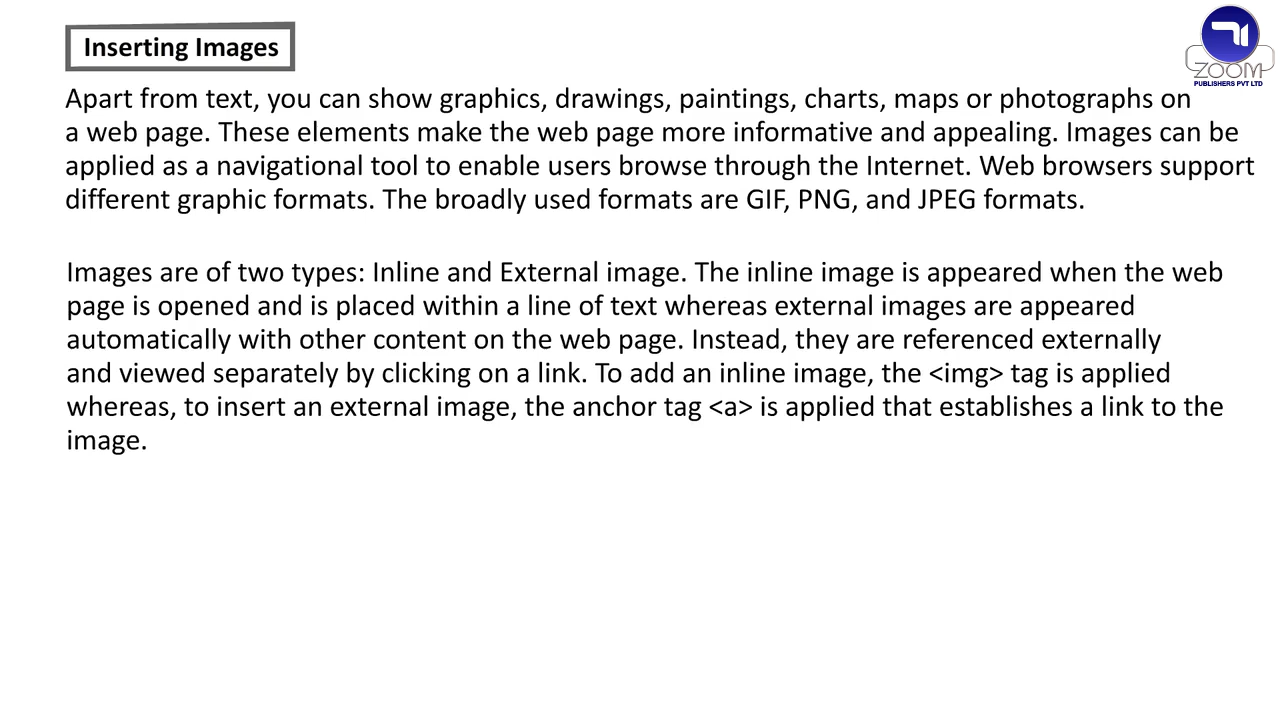 Inserting Images
ZOOM
PUBLISHERS PVT LTD
Apart from text, you can show graphics, drawings, paintings, charts, maps or photographs on
a web page. These elements make the web page more informative and appealing. Images can be
applied as a navigational tool to enable users browse through the Internet. Web browsers support
different graphic formats. The broadly used formats are GIF, PNG, and JPEG formats.
Images are of two types: Inline and External image. The inline image is appeared when the web
page is opened and is placed within a line of text whereas external images are appeared
automatically with other content on the web page. Instead, they are referenced externally
and viewed separately by clicking on a link. To add an inline image, the <img> tag is applied
whereas, to insert an external image, the anchor tag <a> is applied that establishes a link to the
image.